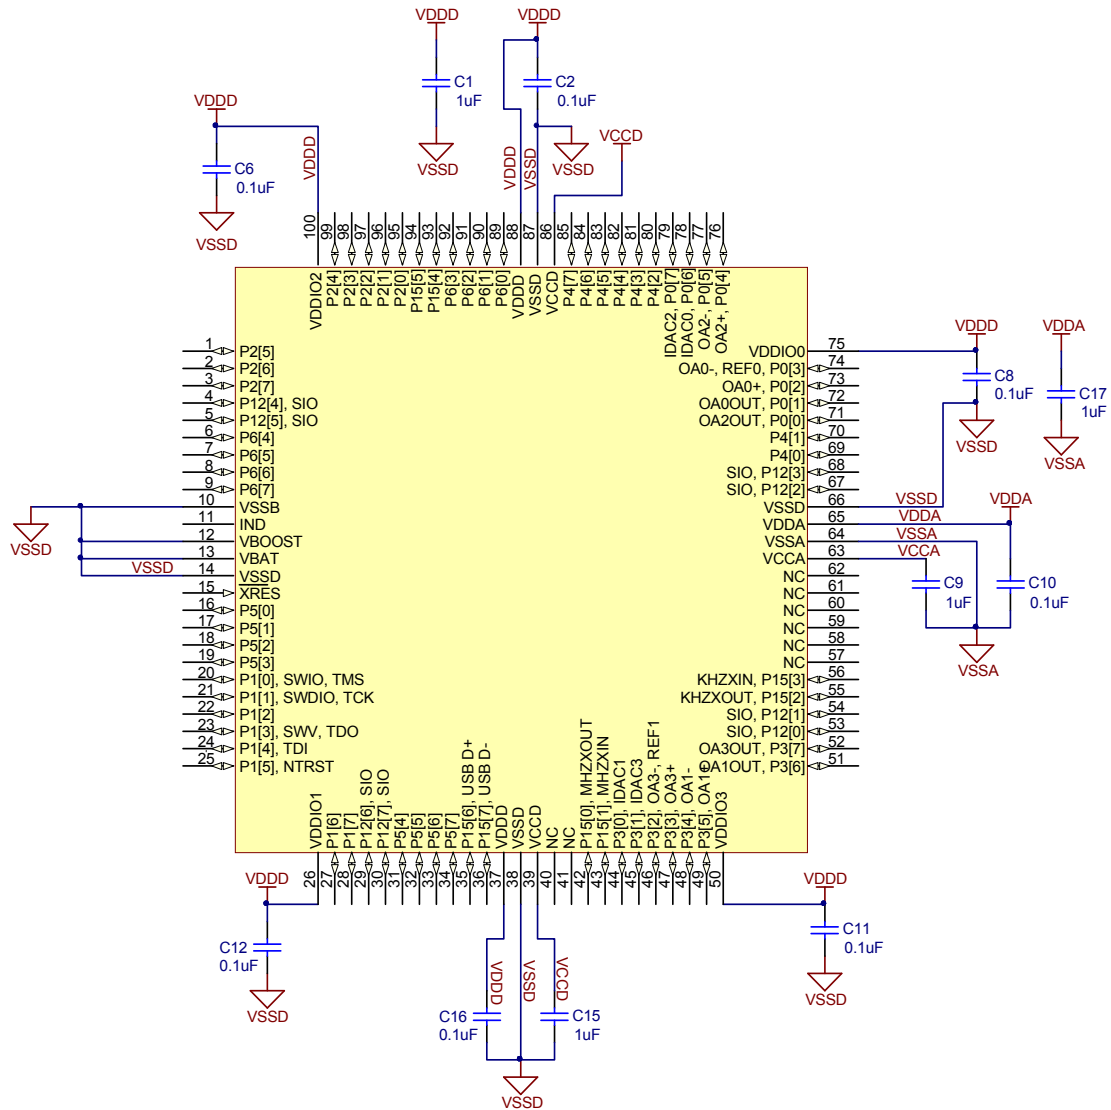 VDDD
VDDD
C1
1uF
C2
0.1uF
VSSD
VSSD
VDDD
C6
0.1uF
VSSD
VDDD
VDDD
VSSD
VCCD
100
99
98
97
96
95
94
93
92
91
90
89
88
87
86
85
84
83
82
81
80
79
78
77
76
VDDIO2
P2[4]
P2[3]
P2[2]
P2[1]
P2[0]
P15[5]
P15[4]
P6[3]
P6[2]
P6[1]
P6[0]
VDDD
VSSD
VCCD
P4[7]
P4[6]
P4[5]
P4[4]
P4[3]
P4[2]
IDAC2, P0[7]
IDAC0, P0[6]
OA2-, P0[5]
OA2+, P0[4]
1 P2[5]
2 P2[6]
3 P2[7]
4 P12[4], SIO
5 P12[5], SIO
6 P6[4]
7 P6[5]
8 P6[6]
9 P6[7]
10 VSSB
11 IND
12 VBOOST
13 VBAT
VSSD 14 VSSD
15 XRES
16 P5[0]
17 P5[1]
18 P5[2]
19 P5[3]
20 P1[0], SWIO, TMS
21 P1[1], SWDIO, TCK
22 P1[2]
23 P1[3], SWV, TDO
24 P1[4], TDI
25 P1[5], NTRST
VSSD
VDDIO0 75
OA0-, REF0, P0[3] 74
OA0+, P0[2] 73
OA0OUT, P0[1] 72
OA2OUT, P0[0] 71
P4[1] 70
P4[0] 69
SIO, P12[3] 68
SIO, P12[2] 67
VSSD 66 VSSD
VDDA 65 VDDA
VSSA 64 VSSA
VCCA 63 VCCA
NC 62
NC 61
NC 60
NC 59
NC 58
NC 57
KHZXIN, P15[3] 56
KHZXOUT, P15[2] 55
SIO, P12[1] 54
SIO, P12[0] 53
OA3OUT, P3[7] 52
OA1OUT, P3[6] 51
VDDD
C8
0.1uF
VSSD
VDDA
C17
1uF
VSSA
VDDA
C9
1uF
C10
0.1uF
VSSA
VDDIO1
P1[6]
P1[7]
P12[6], SIO
P12[7], SIO
P5[4]
P5[5]
P5[6]
P5[7]
P15[6], USB D+
P15[7], USB D-
VDDD
VSSD
VCCD
NC
NC
P15[0], MHZXOUT
P15[1], MHZXIN
P3[0], IDAC1
P3[1], IDAC3
P3[2], OA3-, REF1
P3[3], OA3+
P3[4], OA1-
P3[5], OA1+
VDDIO3
26
27
28
29
30
31
32
33
34
35
36
37
38
39
40
41
42
43
44
45
46
47
48
49
50
VDDD
C12
0.1uF
VSSD
VDDD
VSSD
VCCD
C16
0.1uF
C15
1uF
VSSD
VDDD
C11
0.1uF
VSSD